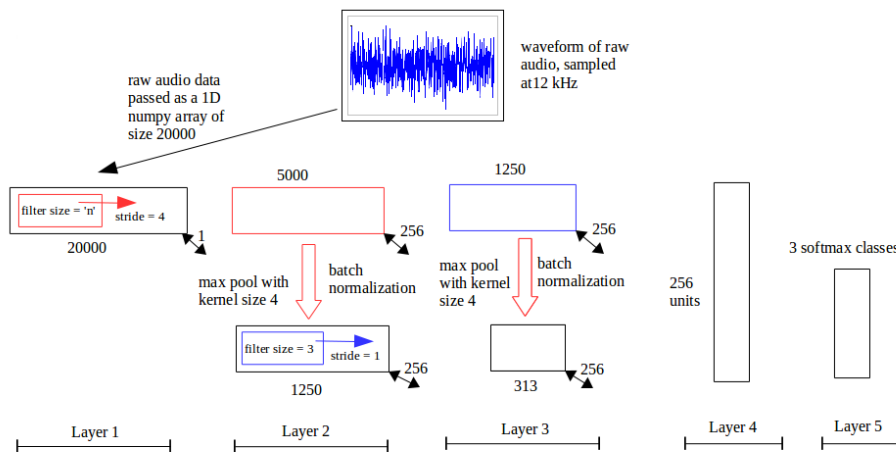 waveform of raw
audio, sampled
at12 kHz
raw audio data
passed as a 1D
numpy array of
size 20000
filter size = 'n'
stride = 4
20000
1
5000
256
max pool with
kernel size 4
batch
normalization
filter size = 3
stride = 1
256
1250
1250
256
max pool
with kernel
size 4
batch
normalization
256
313
256
units
3 softmax classes
Layer 1
Layer 2
Layer 3
Layer 4
Layer 5